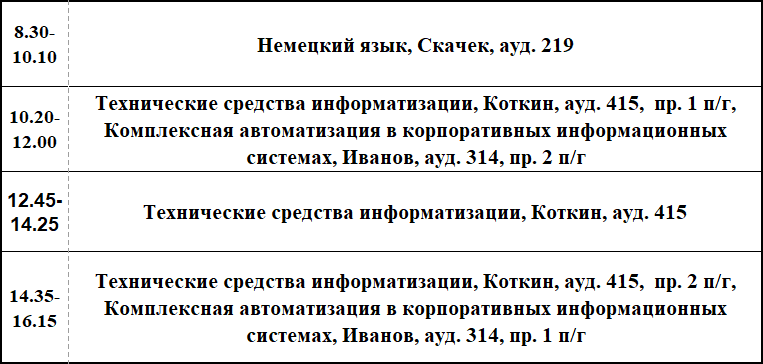 8.30-
10.10
Немецкий язык, Скачек, ауд. 219
10.20-
12.00
Технические средства информатизации, Коткин, ауд. 415, пр. 1 п/г,
Комплексная автоматизация в корпоративных информационных
системах, Иванов, ауд. 314, пр. 2 п/г
12.45-
14.25
Технические средства информатизации, Коткин, ауд. 415
14.35-
16.15
Технические средства информатизации, Коткин, ауд. 415, пр. 2 п/г,
Комплексная автоматизация в корпоративных информационных
системах, Иванов, ауд. 314, пр. 1 п/г